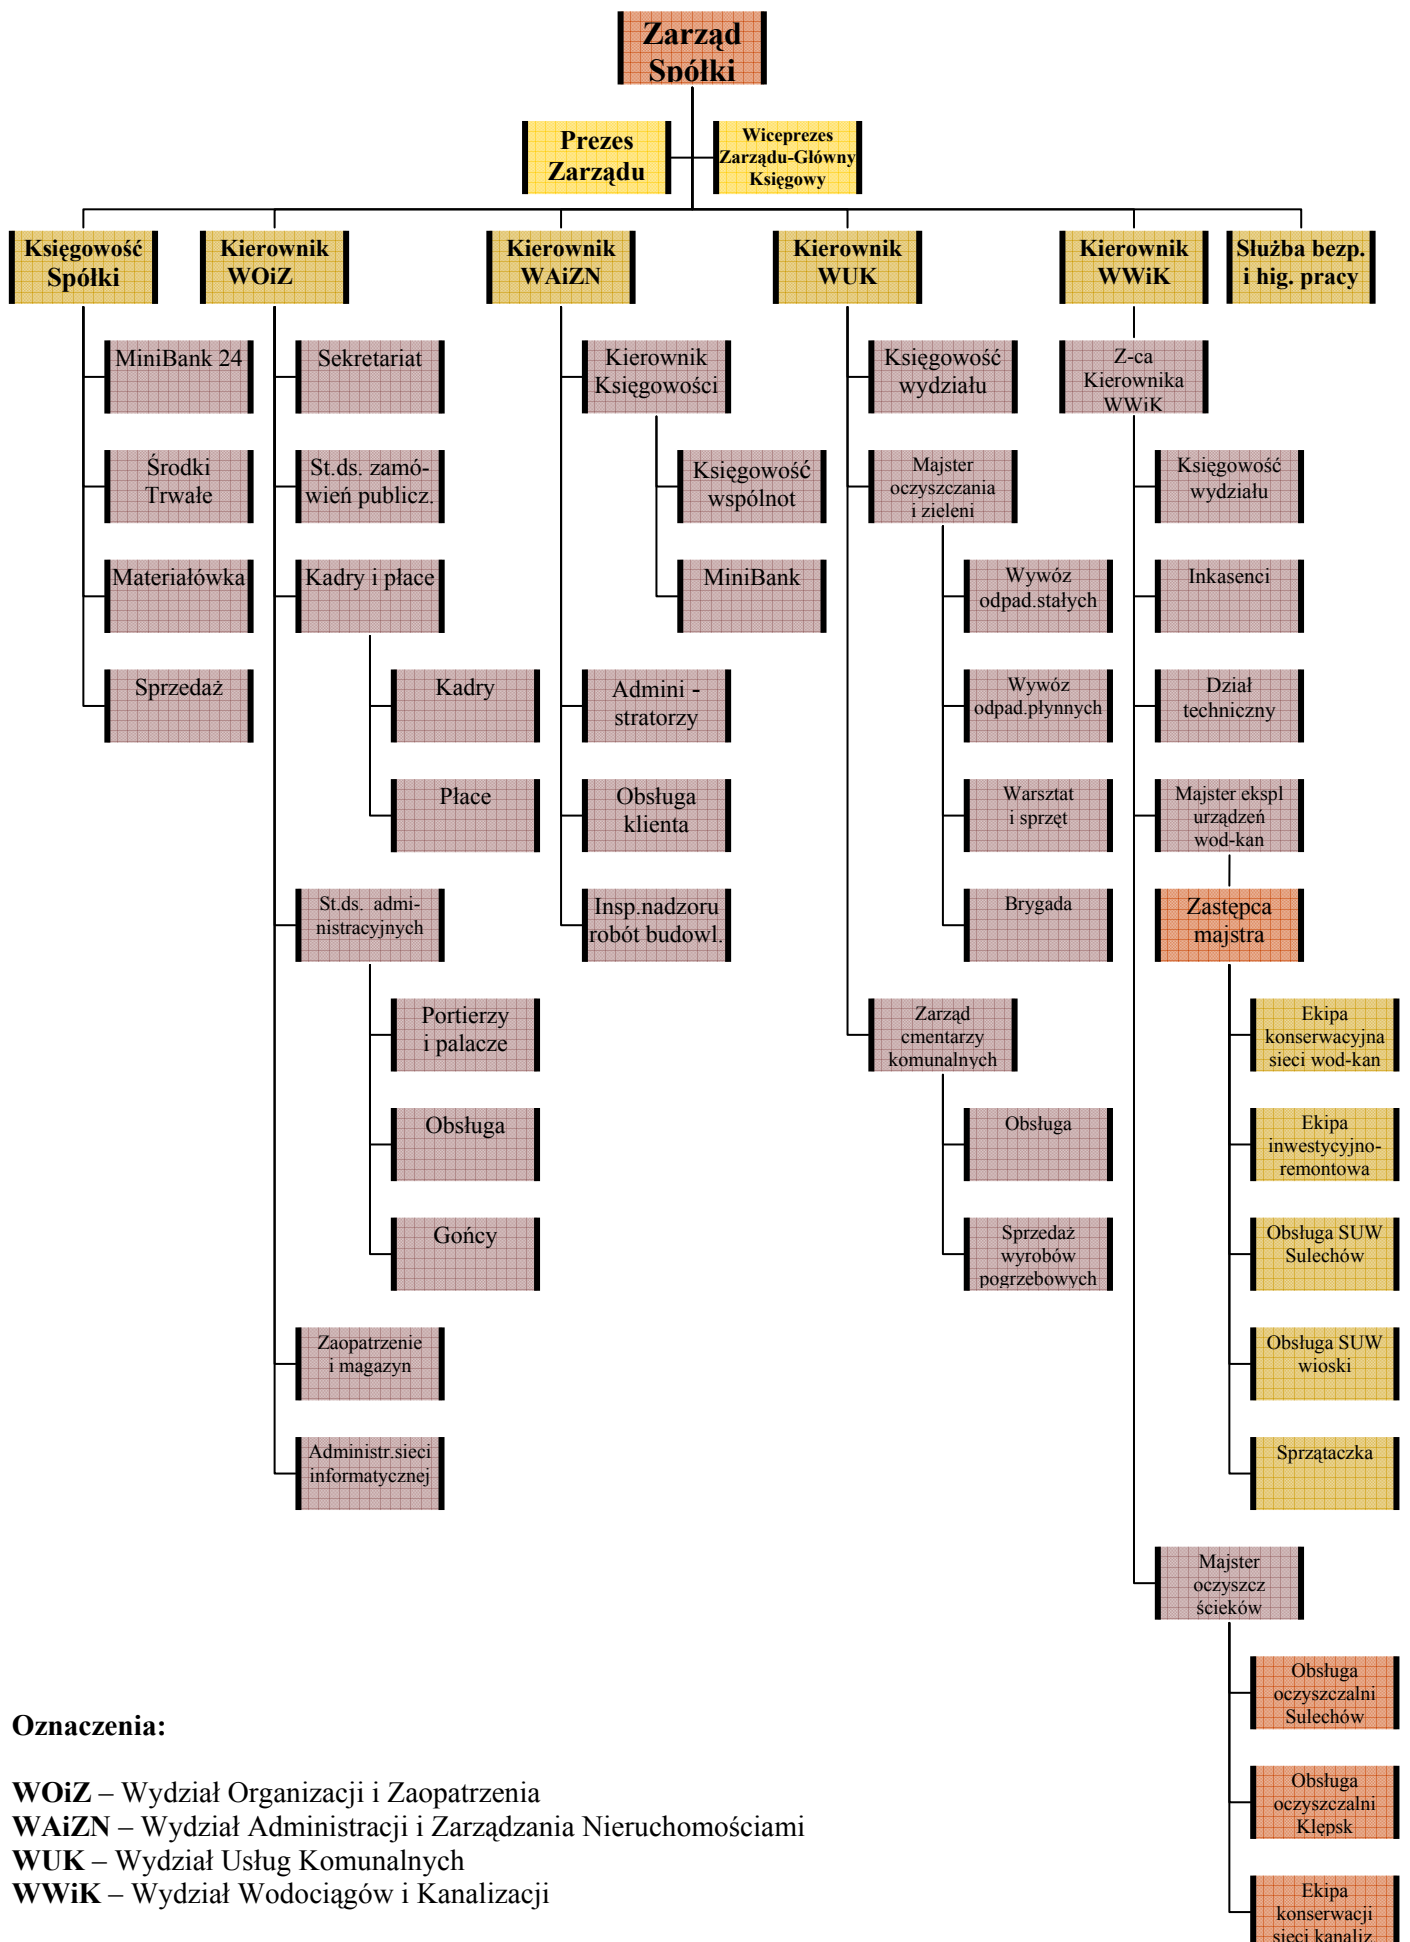 Zarząd
Spółki
Prezes
Zarządu
Wiceprezes
Zarządu-Główny
Księgowy
Księgowość
Spółki
Kierownik
WOiZ
Kierownik
WAiZN
Kierownik
WUK
Kierownik
WWiK
Służba bezp.
i hig. pracy
MiniBank 24
Środki
Trwałe
Materiałówka
Sprzedaż
Sekretariat
St.ds. zamó-
wień publicz.
Kadry i płace
Kadry
Płace
St.ds. admi-
nistracyjnych
Portierzy
i palacze
Obsługa
Gońcy
Zaopatrzenie
i magazyn
Administr.sieci
informatycznej
Kierownik
Księgowości
Księgowość
wspólnot
MiniBank
Admini -
stratorzy
Obsługa
klienta
Insp.nadzoru
robót budowl.
Księgowość
wydziału
Majster
oczyszczania
i zieleni
Wywóz
odpad.stałych
Wywóz
odpad.płynnych
Warsztat
i sprzęt
Brygada
Zarząd
cmentarzy
komunalnych
Obsługa
Sprzedaż
wyrobów
pogrzebowych
Z-ca
Kierownika
WWiK
Księgowość
wydziału
Inkasenci
Dział
techniczny
Majster ekspl
urządzeń
wod-kan
Zastępca
majstra
Ekipa
konserwacyjna
sieci wod-kan
Ekipa
inwestycyjno-
remontowa
Obsługa SUW
Sulechów
Obsługa SUW
wioski
Sprzątaczka
Majster
oczyszcz
ścieków
Obsługa
oczyszczalni
Sulechów
Obsługa
oczyszczalni
Klępsk
Ekipa
konserwacji
sieci kanaliz.
Oznaczenia:
WOiZ – Wydział Organizacji i Zaopatrzenia
WAiZN – Wydział Administracji i Zarządzania Nieruchomościami
WUK – Wydział Usług Komunalnych
WWiK – Wydział Wodociągów i Kanalizacji